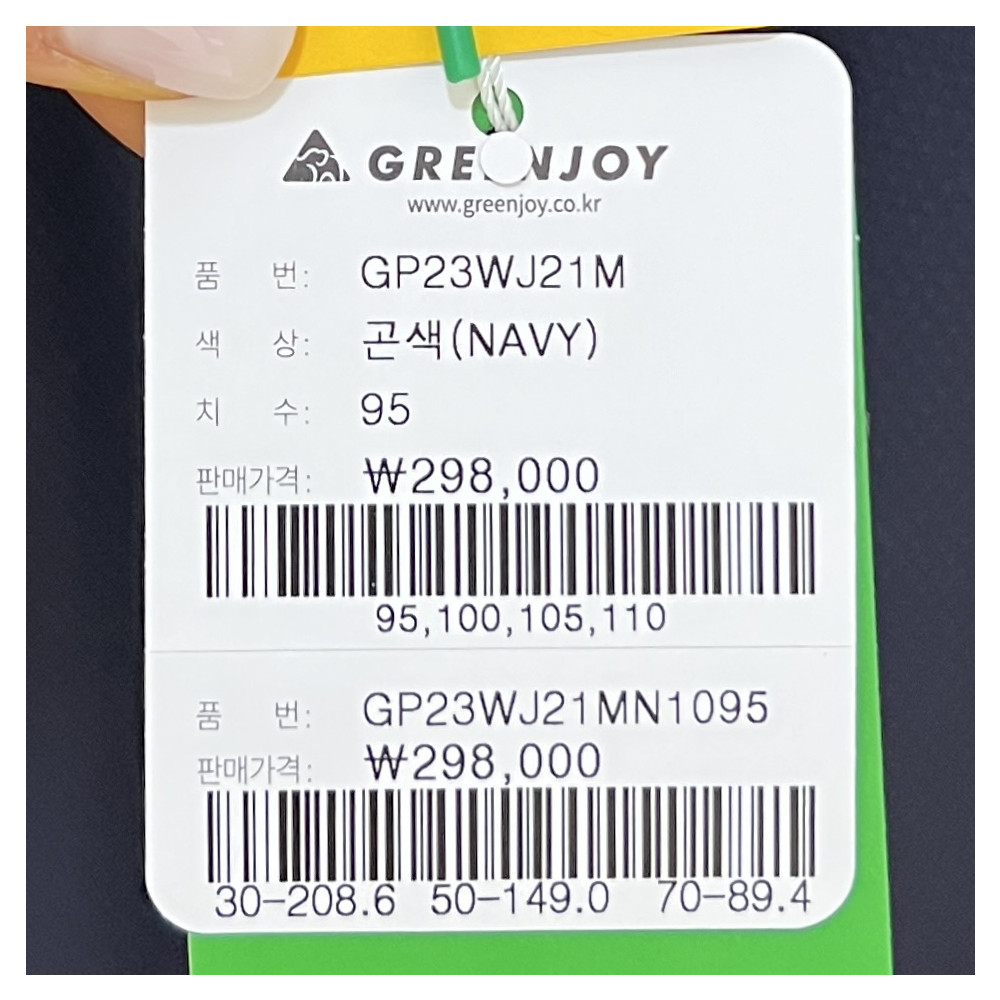 GREENJOY
www.greenjoy.co.kr
품 번: GP23WJ21M
색 상: 곤색(NAVY)
치 수: 95
판매가격: ₩298,000
95,100,105,110
품 번: GP23WJ21MN1095
판매가격: ₩298,000
30-208.6 50-149.0 70-89.4